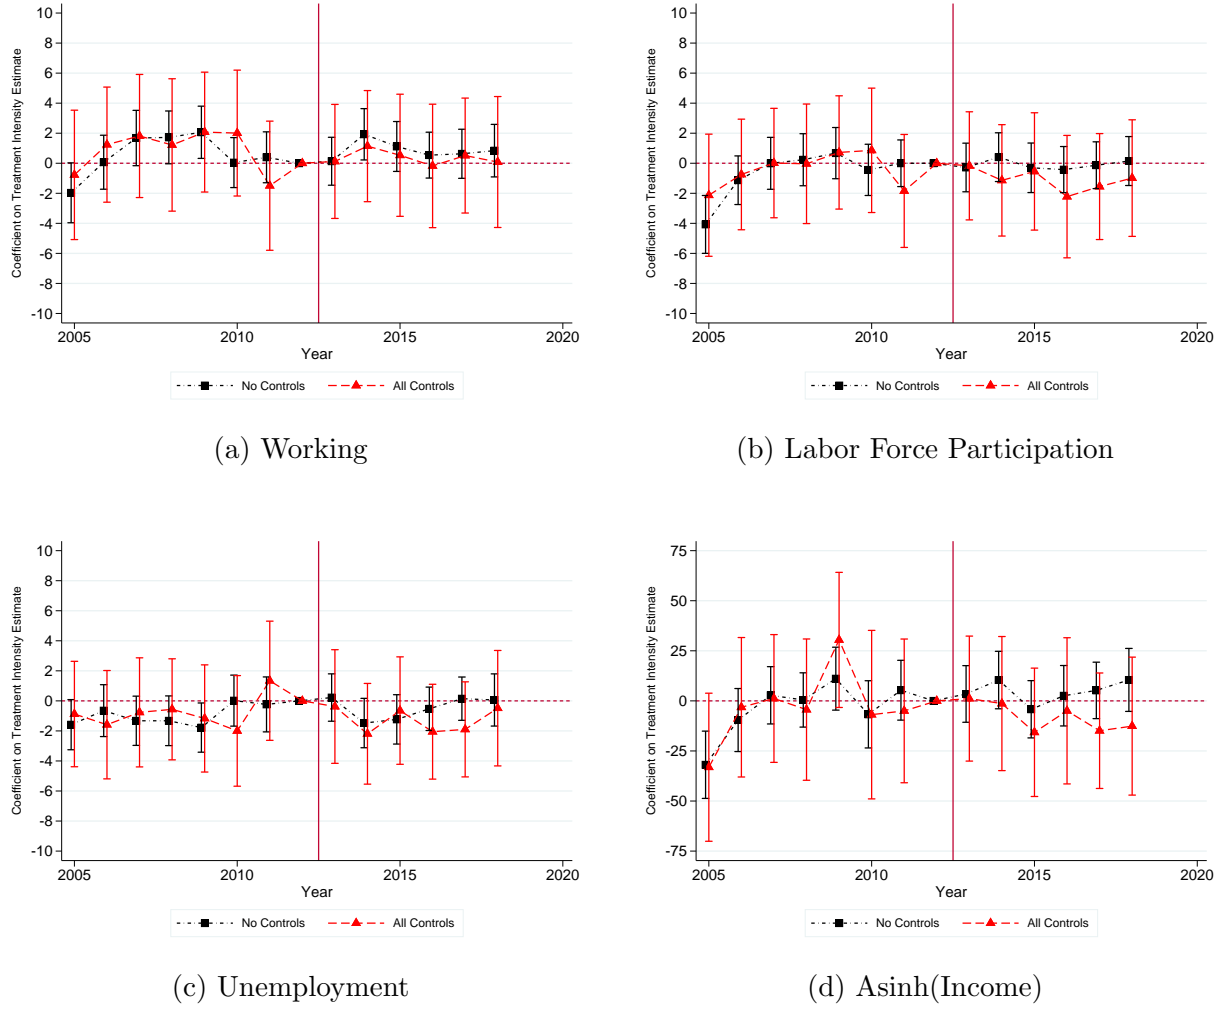 Coefficient on Treatment Intensity Estimate
10
8
6
4
2
0
-2
-4
-6
-8
-10
2005 2010 2015 2020
Year
No Controls All Controls
(a) Working
Coefficient on Treatment Intensity Estimate
10
8
6
4
2
0
-2
-4
-6
-8
-10
2005 2010 2015 2020
Year
No Controls All Controls
(b) Labor Force Participation
Coefficient on Treatment Intensity Estimate
10
8
6
4
2
0
-2
-4
-6
-8
-10
2005 2010 2015 2020
Year
No Controls All Controls
(c) Unemployment
Coefficient on Treatment Intensity Estimate
75
50
25
0
-25
-50
-75
2005 2010 2015 2020
Year
No Controls All Controls
(d) Asinh(Income)